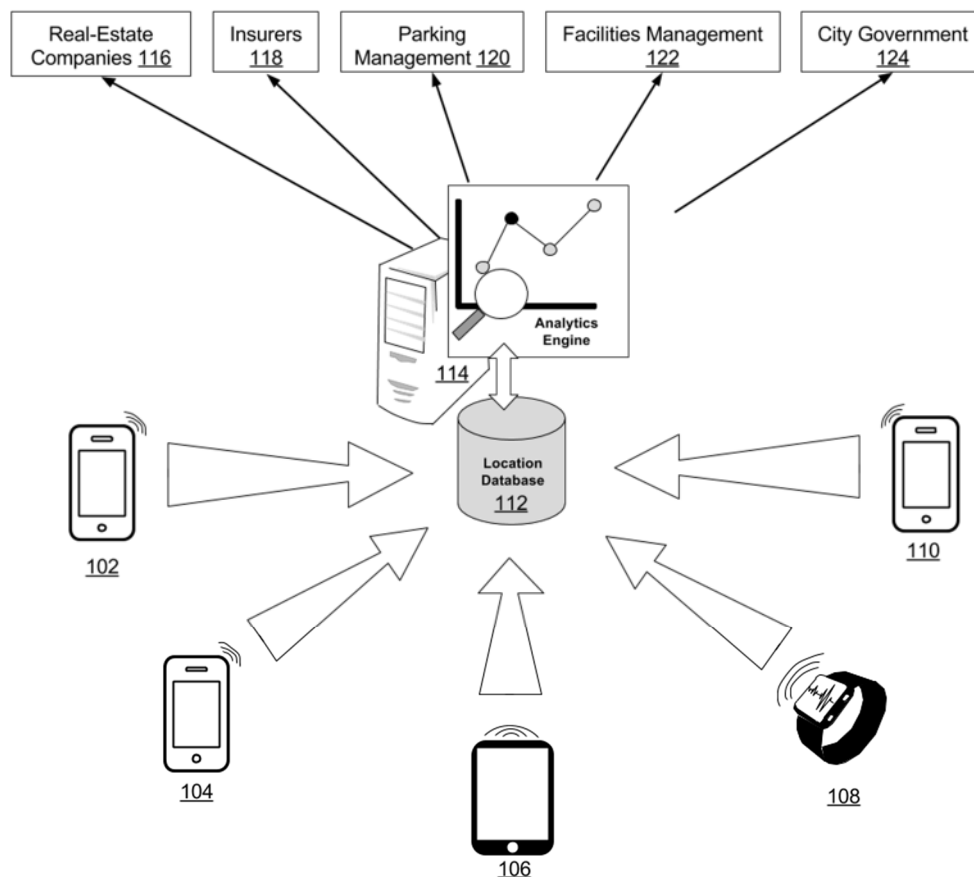 Real-Estate
Companies 116
Insurers
118
Parking
Management 120
Facilities Management
122
City Government
124
Analytics
Engine
114
Location
Database
112
102
110
104
108
106